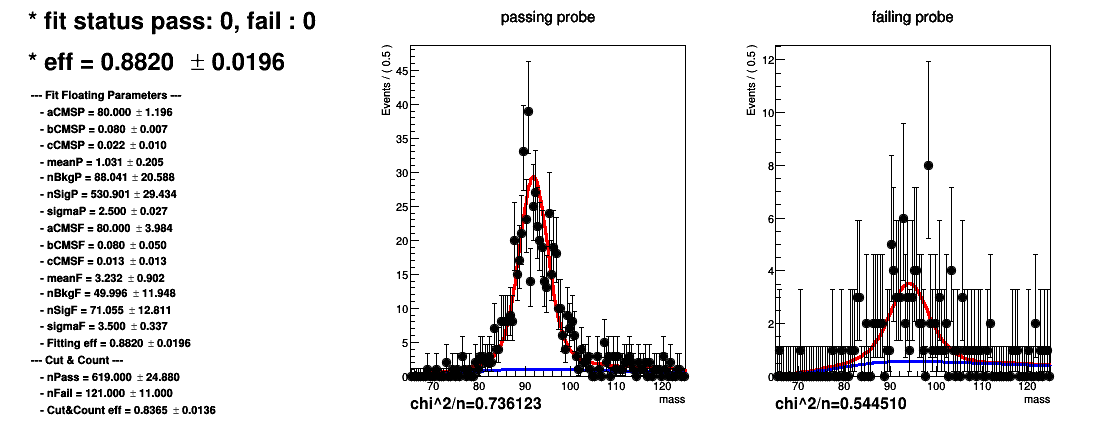 * fit status pass: 0, fail : 0
* eff = 0.8820 ± 0.0196
--- Fit Floating Parameters ---
- aCMSP = 80.000 ± 1.196
- bCMSP = 0.080 ± 0.007
- cCMSP = 0.022 ± 0.010
- meanP = 1.031 ± 0.205
- nBkgP = 88.041 ± 20.588
- nSigP = 530.901 ± 29.434
- sigmaP = 2.500 ± 0.027
- aCMSF = 80.000 ± 3.984
- bCMSF = 0.080 ± 0.050
- cCMSF = 0.013 ± 0.013
- meanF = 3.232 ± 0.902
- nBkgF = 49.996 ± 11.948
- nSigF = 71.055 ± 12.811
- sigmaF = 3.500 ± 0.337
- Fitting eff = 0.8820 ± 0.0196
--- Cut & Count ---
- nPass = 619.000 ± 24.880
- nFail = 121.000 ± 11.000
- Cut&Count eff = 0.8365 ± 0.0136
passing probe
Events / ( 0.5 )
45
40
35
30
25
20
15
10
5
0
70 80 90 100 110 120
mass
chi^2/n=0.736123
failing probe
Events / ( 0.5 )
12
10
8
6
4
2
0
70 80 90 100 110 120
mass
chi^2/n=0.544510